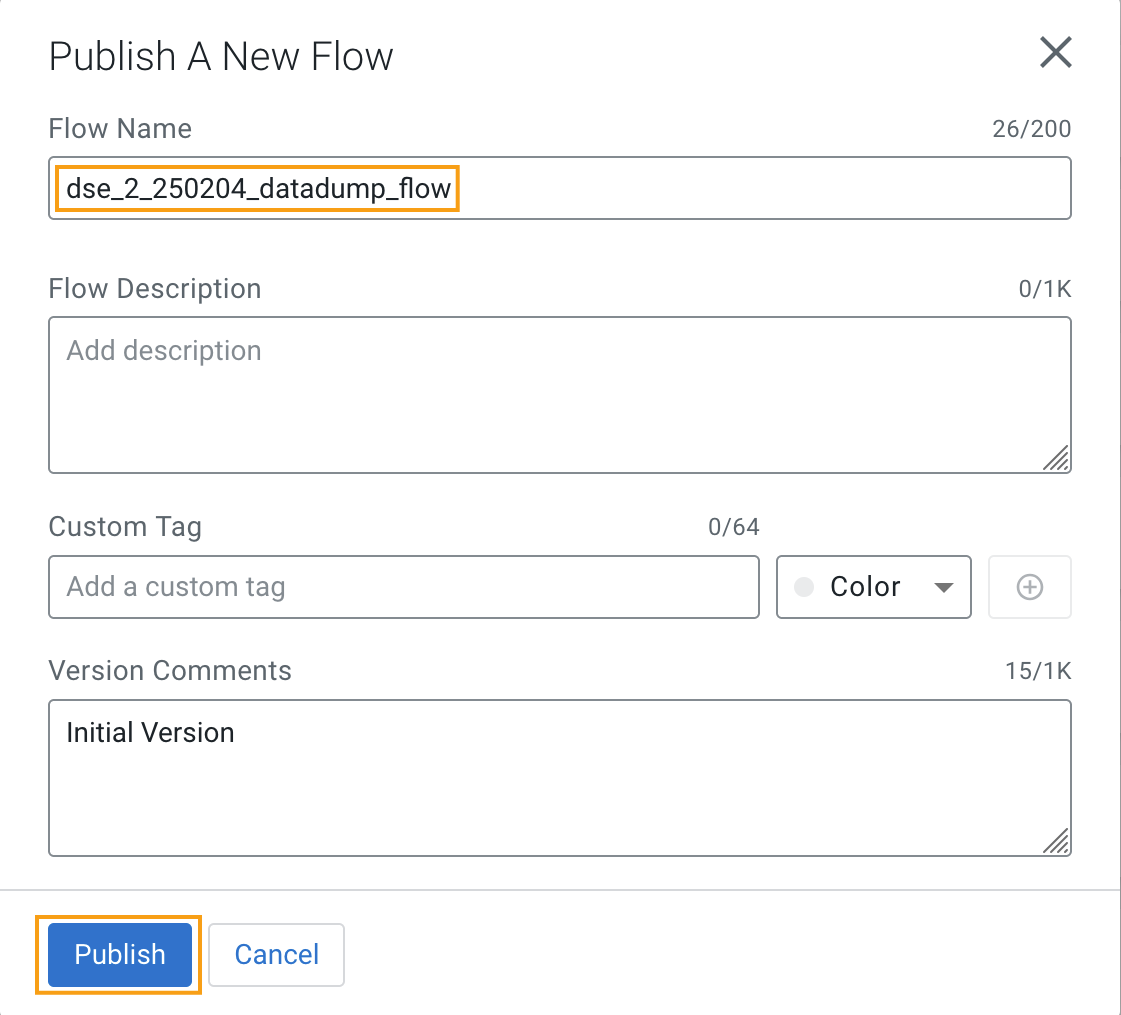 Publish A New Flow
Flow Name 26/200
dse_2_250204_datadump_flow
Flow Description 0/1K
Add description
Custom Tag 0/64
Add a custom tag Color
Version Comments 15/1K
Initial Version
Publish Cancel